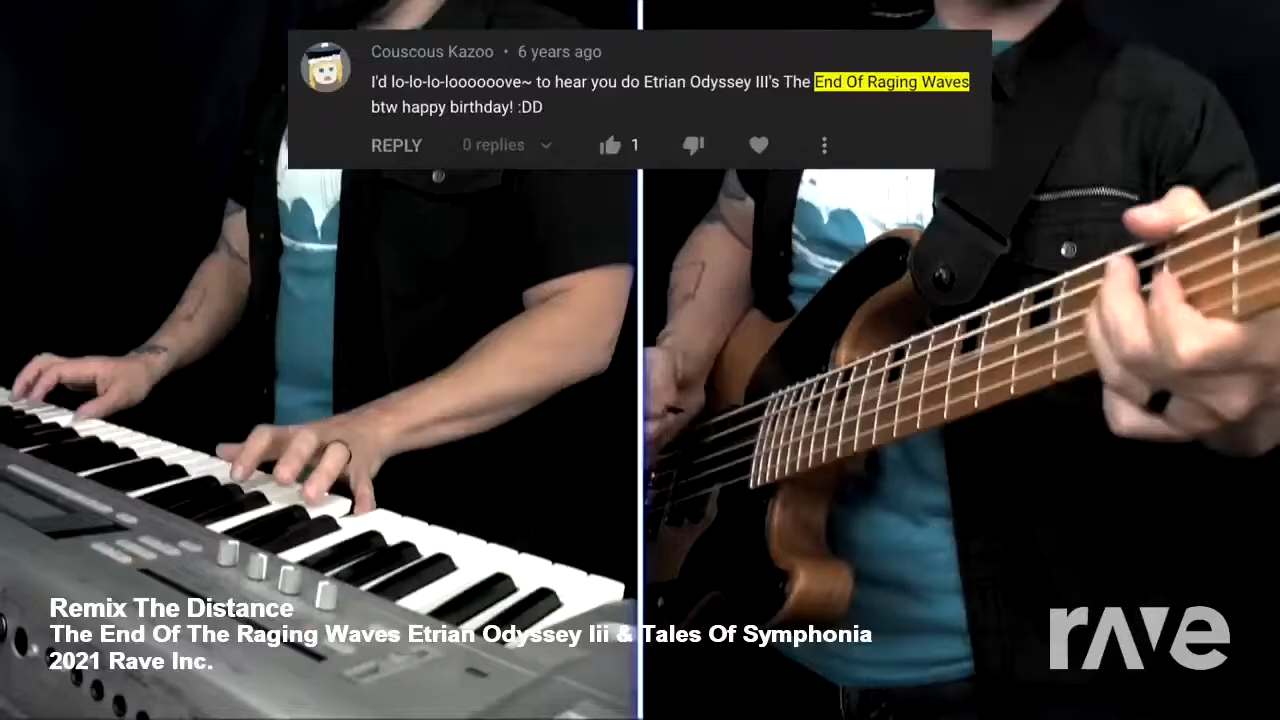 Couscous Kazoo • 6 years ago
I'd lo-lo-lo-loooooove~ to hear you do Etrian Odyssey III's The End Of Raging Waves
btw happy birthday! :DD
REPLY 0 replies 1
Remix The Distance
The End Of The Raging Waves Etrian Odyssey Iii & Tales Of Symphonia
2021 Rave Inc.
rave